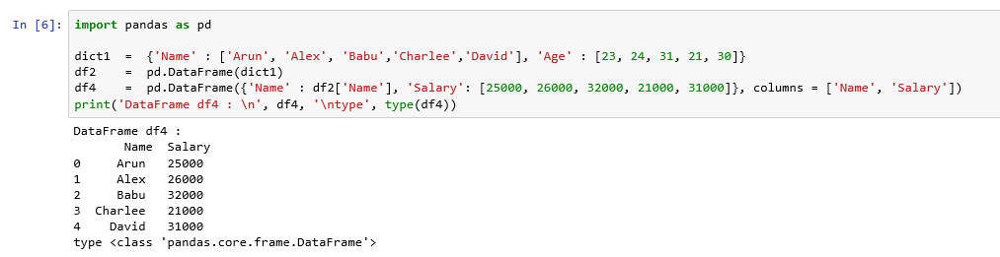 In [6]: import pandas as pd
dict1  =  {'Name' : ['Arun', 'Alex', 'Babu','Charlee','David'], 'Age' : [23, 24, 31, 21, 30]}
df2    =  pd.DataFrame(dict1)
df4    =  pd.DataFrame({'Name' : df2['Name'], 'Salary': [25000, 26000, 32000, 21000, 31000]}, columns = ['Name', 'Salary'])
print('DataFrame df4 : \n', df4, '\ntype', type(df4))
DataFrame df4 :
       Name  Salary
0     Arun   25000
1     Alex   26000
2     Babu   32000
3  Charlee   21000
4    David   31000
type <class 'pandas.core.frame.DataFrame'>